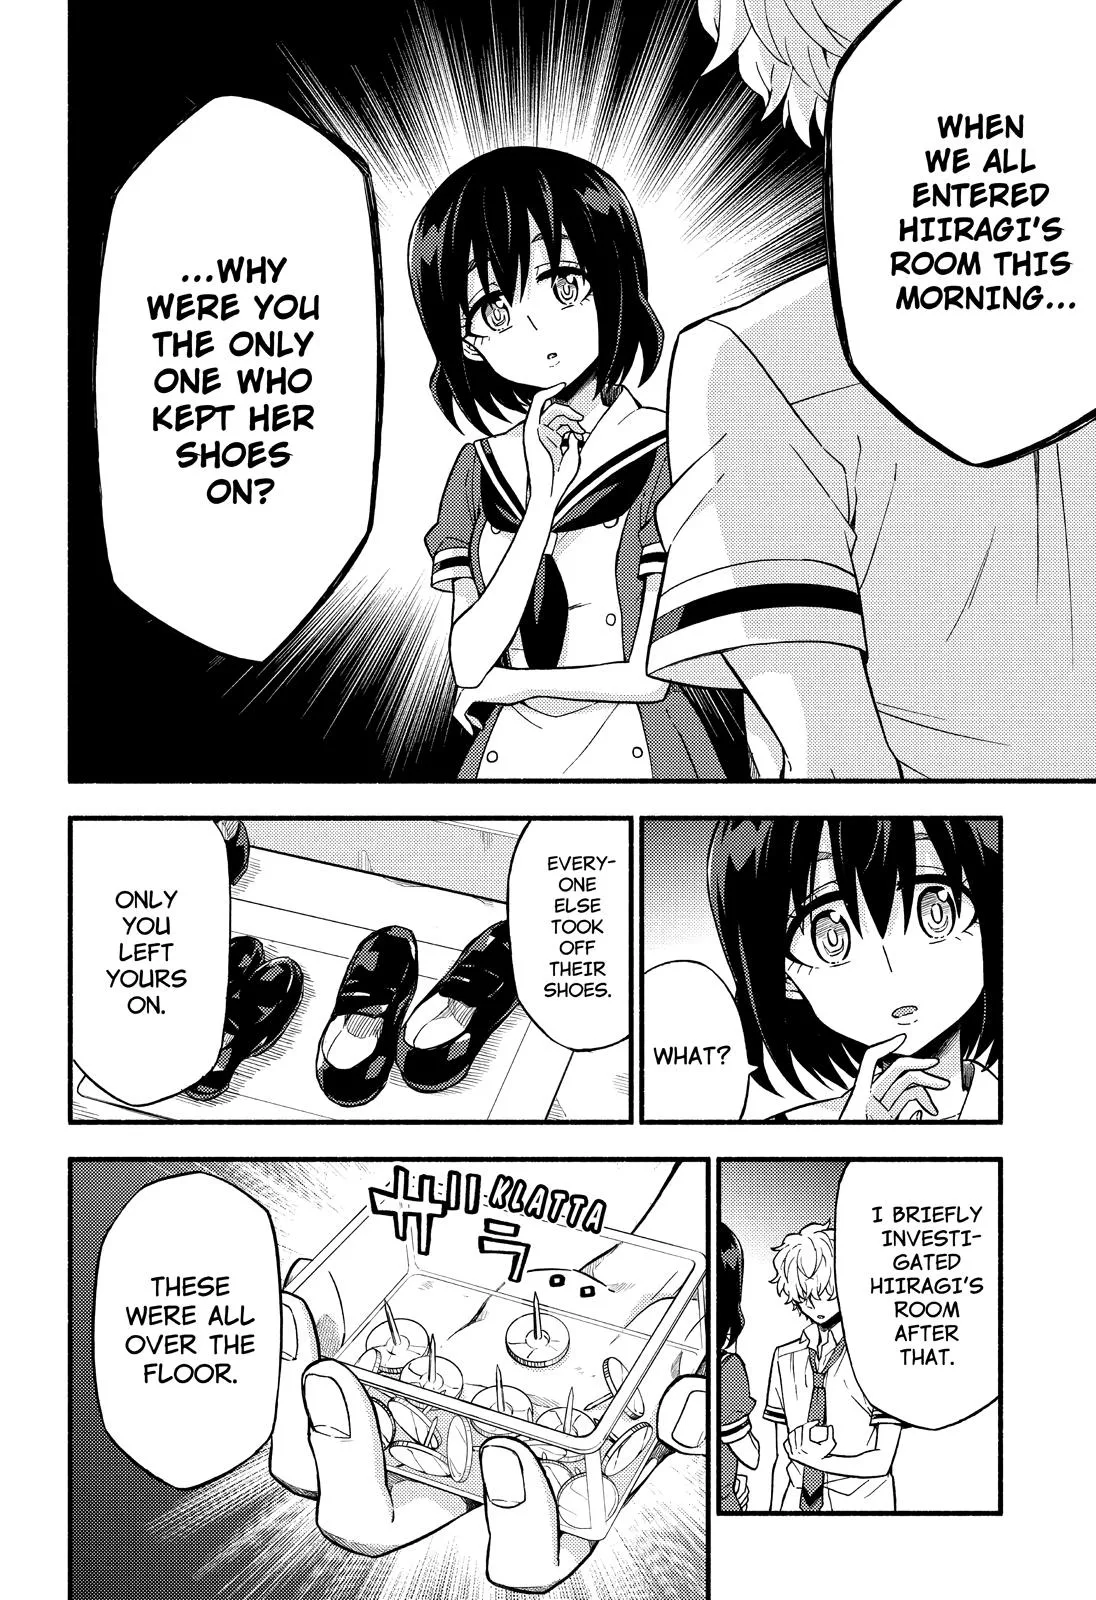 WHEN
WE ALL
ENTERED
HIIRAGI'S
ROOM THIS
MORNING...
...WHY
WERE YOU
THE ONLY
ONE WHO
KEPT HER
SHOES
ON?
WHAT?
EVERY-
ONE
ELSE
TOOK
OFF
THEIR
SHOES.
ONLY
YOU
LEFT
YOURS
ON.
I BRIEFLY
INVESTI-
GATED
HIIRAGI'S
ROOM
AFTER
THAT.
ザラ
KLATTA
THESE
WERE ALL
OVER THE
FLOOR.